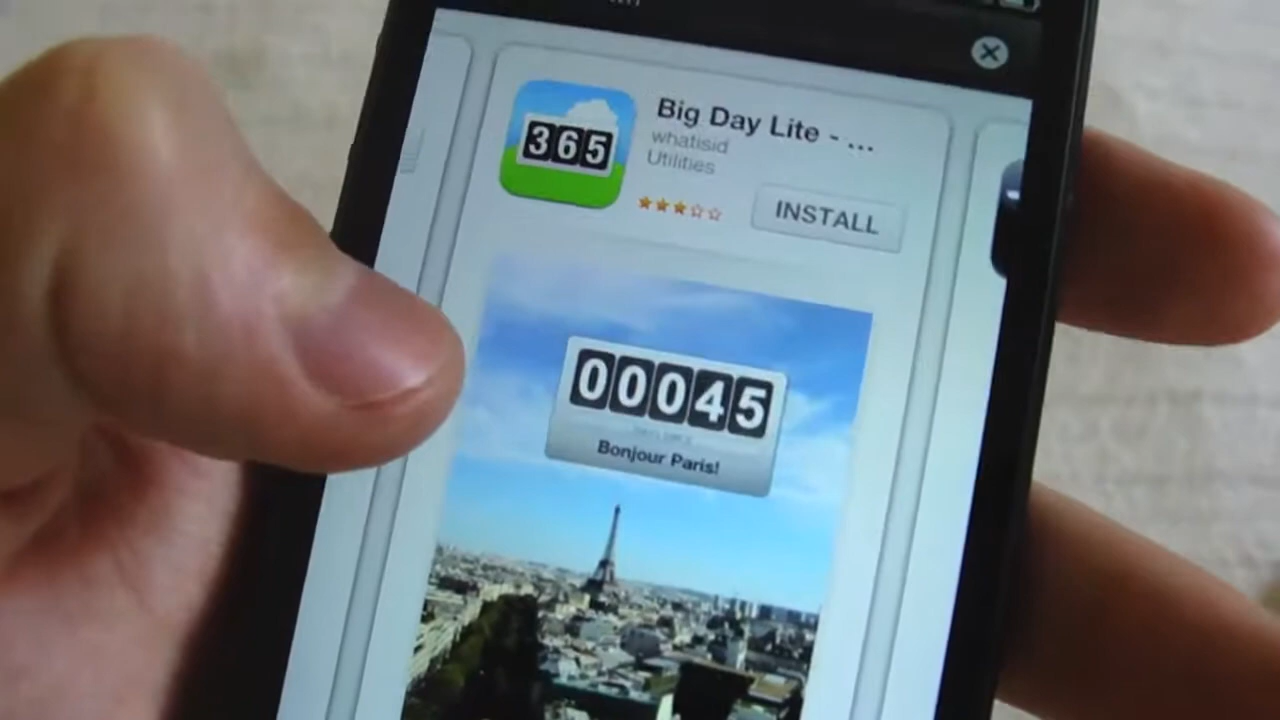 365
Big Day Lite - ...
whatisid
Utilities
INSTALL
00045
Bonjour Paris!